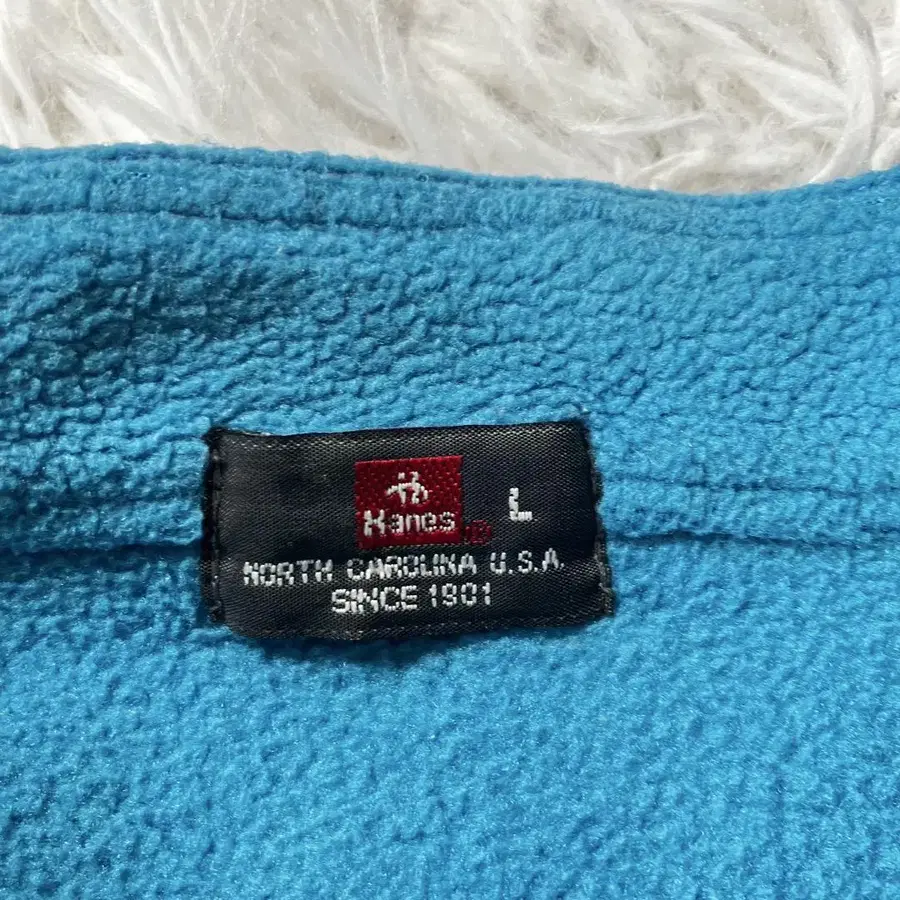 Hanes® L
NORTH CAROLINA U.S.A.
SINCE 1901